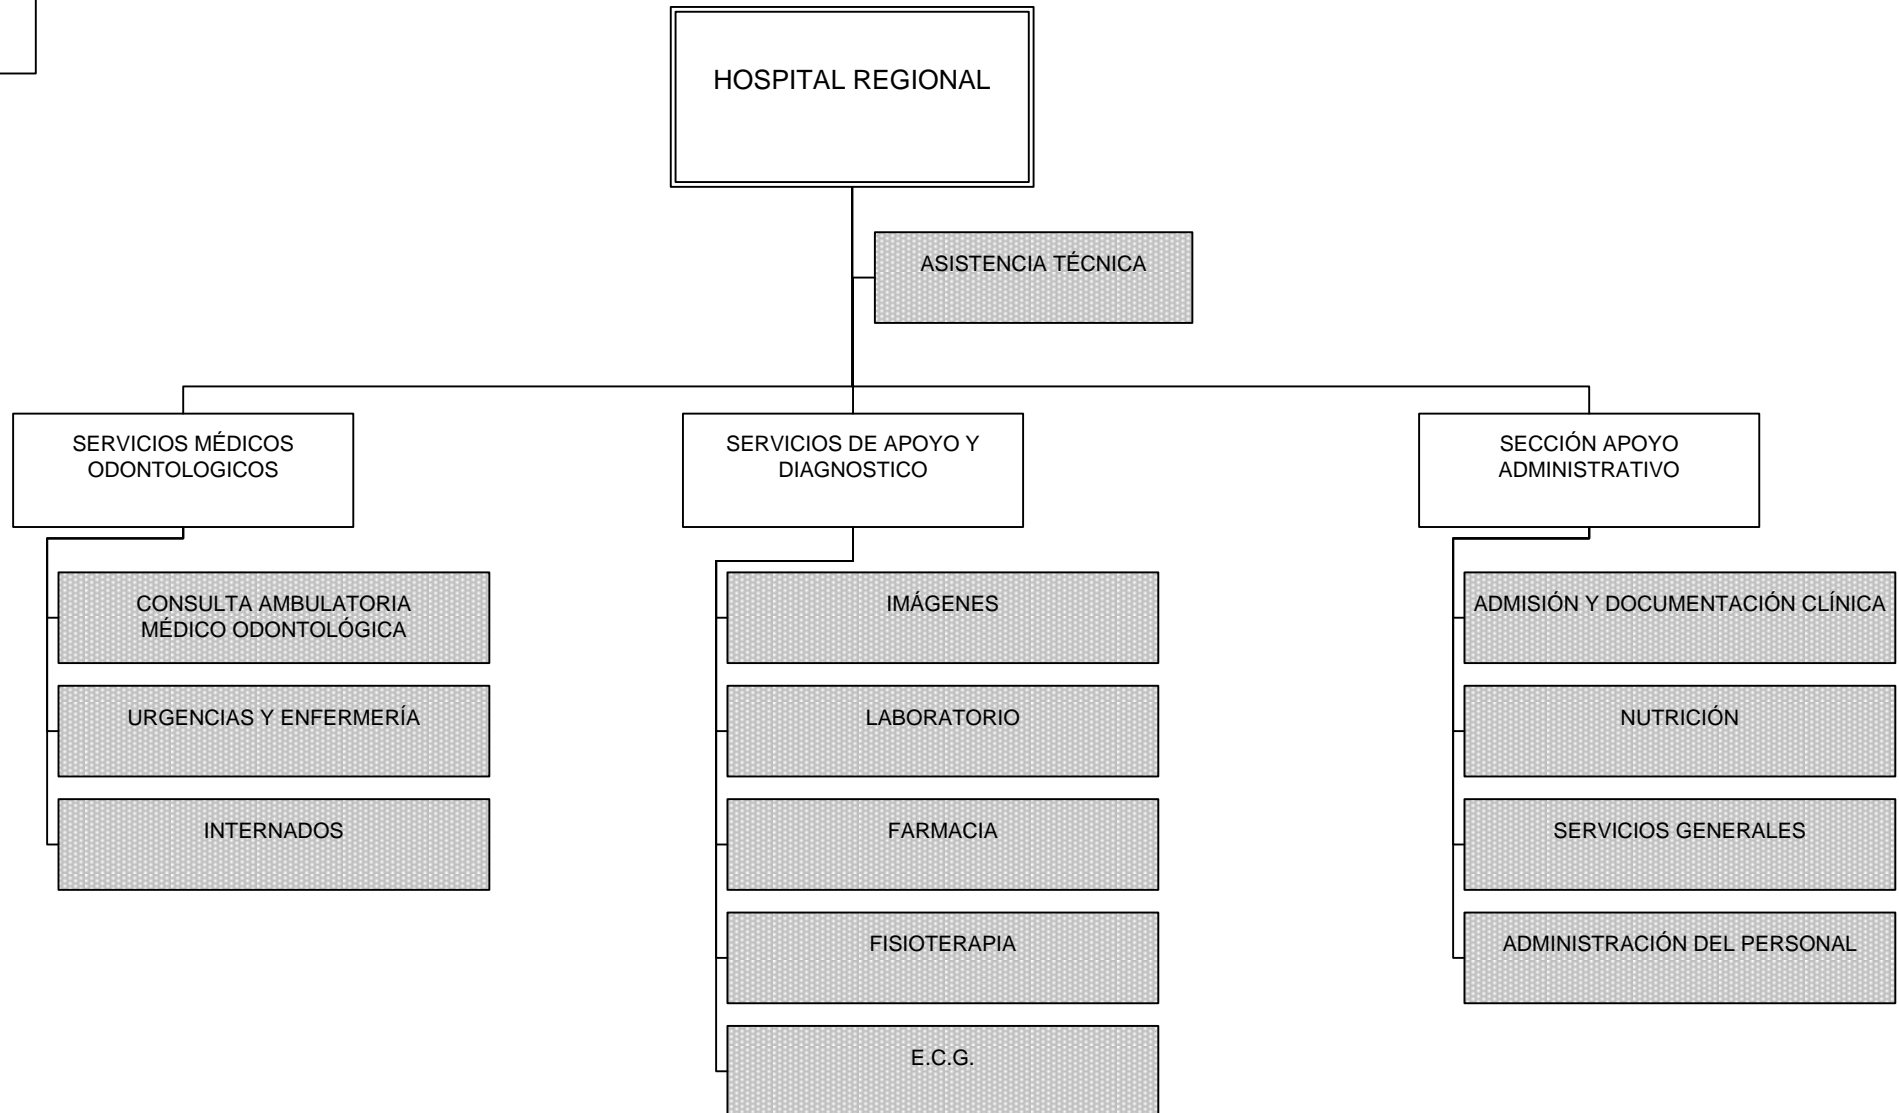 HOSPITAL REGIONAL
ASISTENCIA TÉCNICA
SERVICIOS MÉDICOS
ODONTOLOGICOS
SERVICIOS DE APOYO Y
DIAGNOSTICO
SECCIÓN APOYO
ADMINISTRATIVO
CONSULTA AMBULATORIA
MÉDICO ODONTOLÓGICA
URGENCIAS Y ENFERMERÍA
INTERNADOS
IMÁGENES
LABORATORIO
FARMACIA
FISIOTERAPIA
E.C.G.
ADMISIÓN Y DOCUMENTACIÓN CLÍNICA
NUTRICIÓN
SERVICIOS GENERALES
ADMINISTRACIÓN DEL PERSONAL